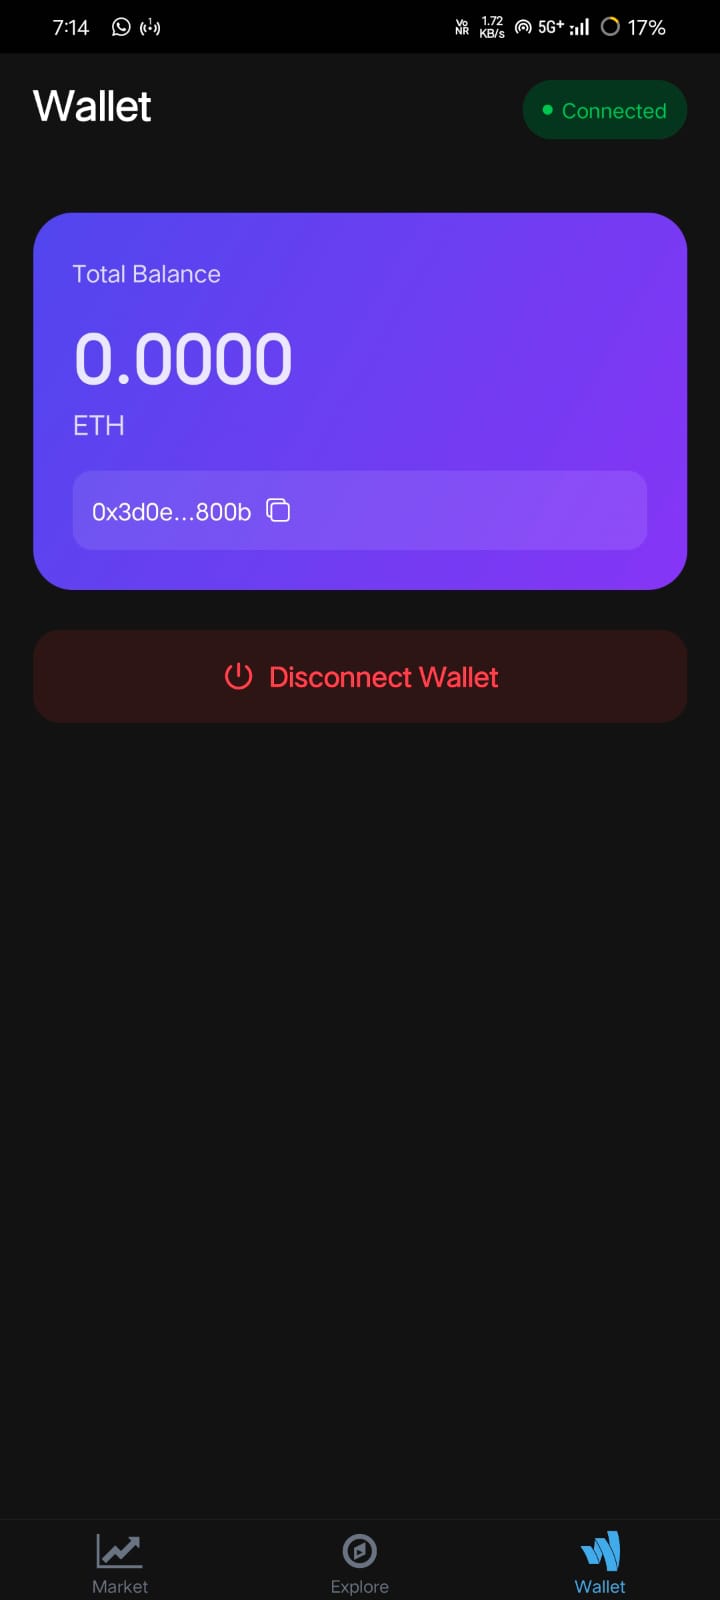 7:14
Vo NR 1.72 KB/s 5G+ 17%
Wallet
Connected
Total Balance
0.0000
ETH
0x3d0e...800b
Disconnect Wallet
Market Explore Wallet